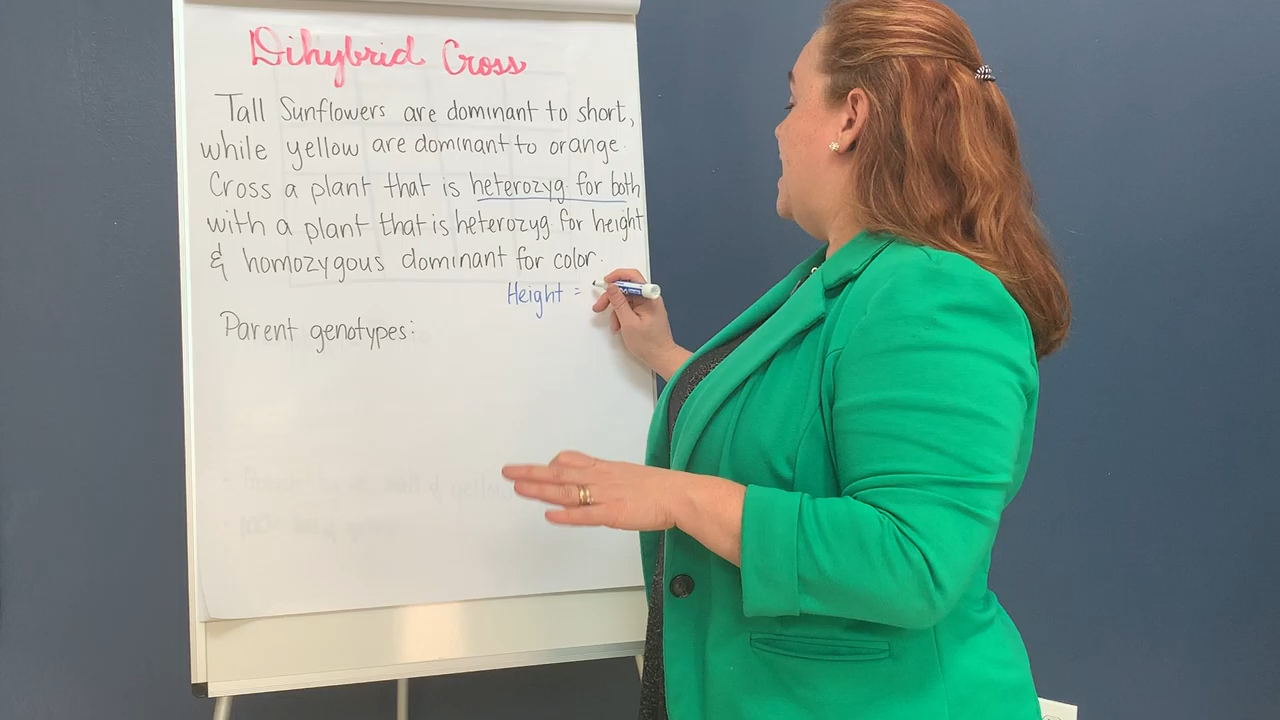 Dihybrid Cross
Tall Sunflowers are dominant to short,
while yellow are dominant to orange.
Cross a plant that is heterozyg. for both
with a plant that is heterozyg for height
& homozygous dominant for color.
Height =
Parent genotypes: